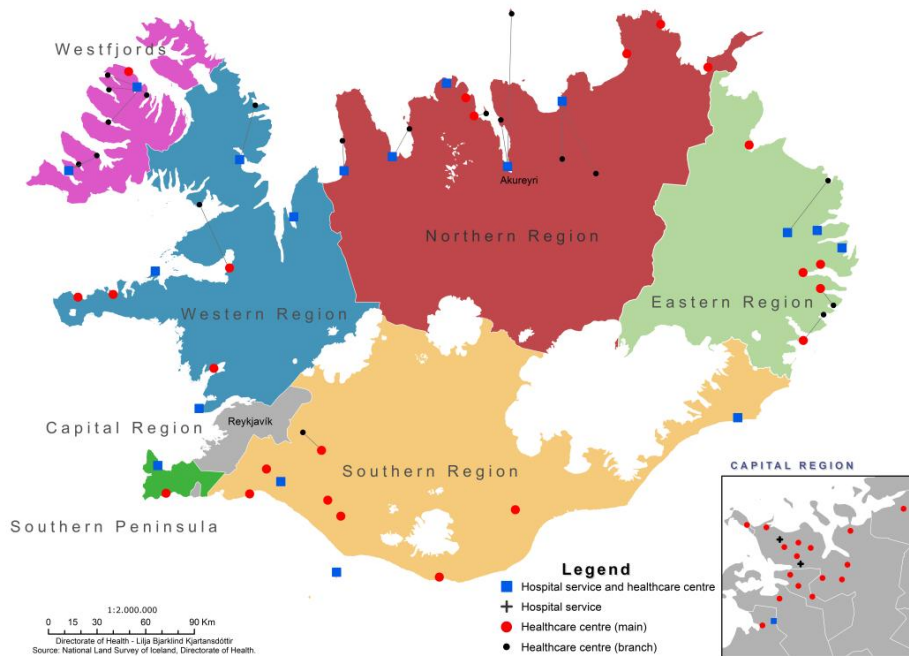 Westfjords
Akureyri
Northern Region
Eastern Region
Western Region
Reykjavík
Capital Region
Southern Region
CAPITAL REGION
Southern Peninsula
Legend
Hospital service and healthcare centre
Hospital service
Healthcare centre (main)
Healthcare centre (branch)
1:2.000.000
0 15 30 60 90 Km
Directorate of Health - Lilja Bjarklind Kjartansdóttir
Source: National Land Survey of Iceland, Directorate of Health.